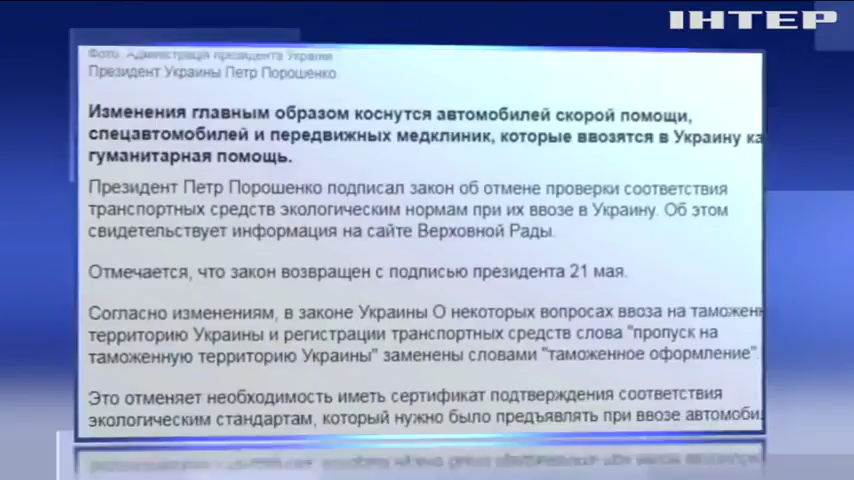 ІНТЕР
Фото: Адміністрація президента України
Президент Украины Петр Порошенко
Изменения главным образом коснутся автомобилей скорой помощи,
спецавтомобилей и передвижных медклиник, которые ввозятся в Украину ка
гуманитарная помощь.
Президент Петр Порошенко подписал закон об отмене проверки соответствия
транспортных средств экологическим нормам при их ввозе в Украину. Об этом
свидетельствует информация на сайте Верховной Рады.
Отмечается, что закон возвращен с подписью президента 21 мая.
Согласно изменениям, в законе Украины О некоторых вопросах ввоза на таможенн
территорию Украины и регистрации транспортных средств слова "пропуск на
таможенную территорию Украины" заменены словами "таможенное оформление".
Это отменяет необходимость иметь сертификат подтверждения соответствия
экологическим стандартам, который нужно было предъявлять при ввозе автомоби